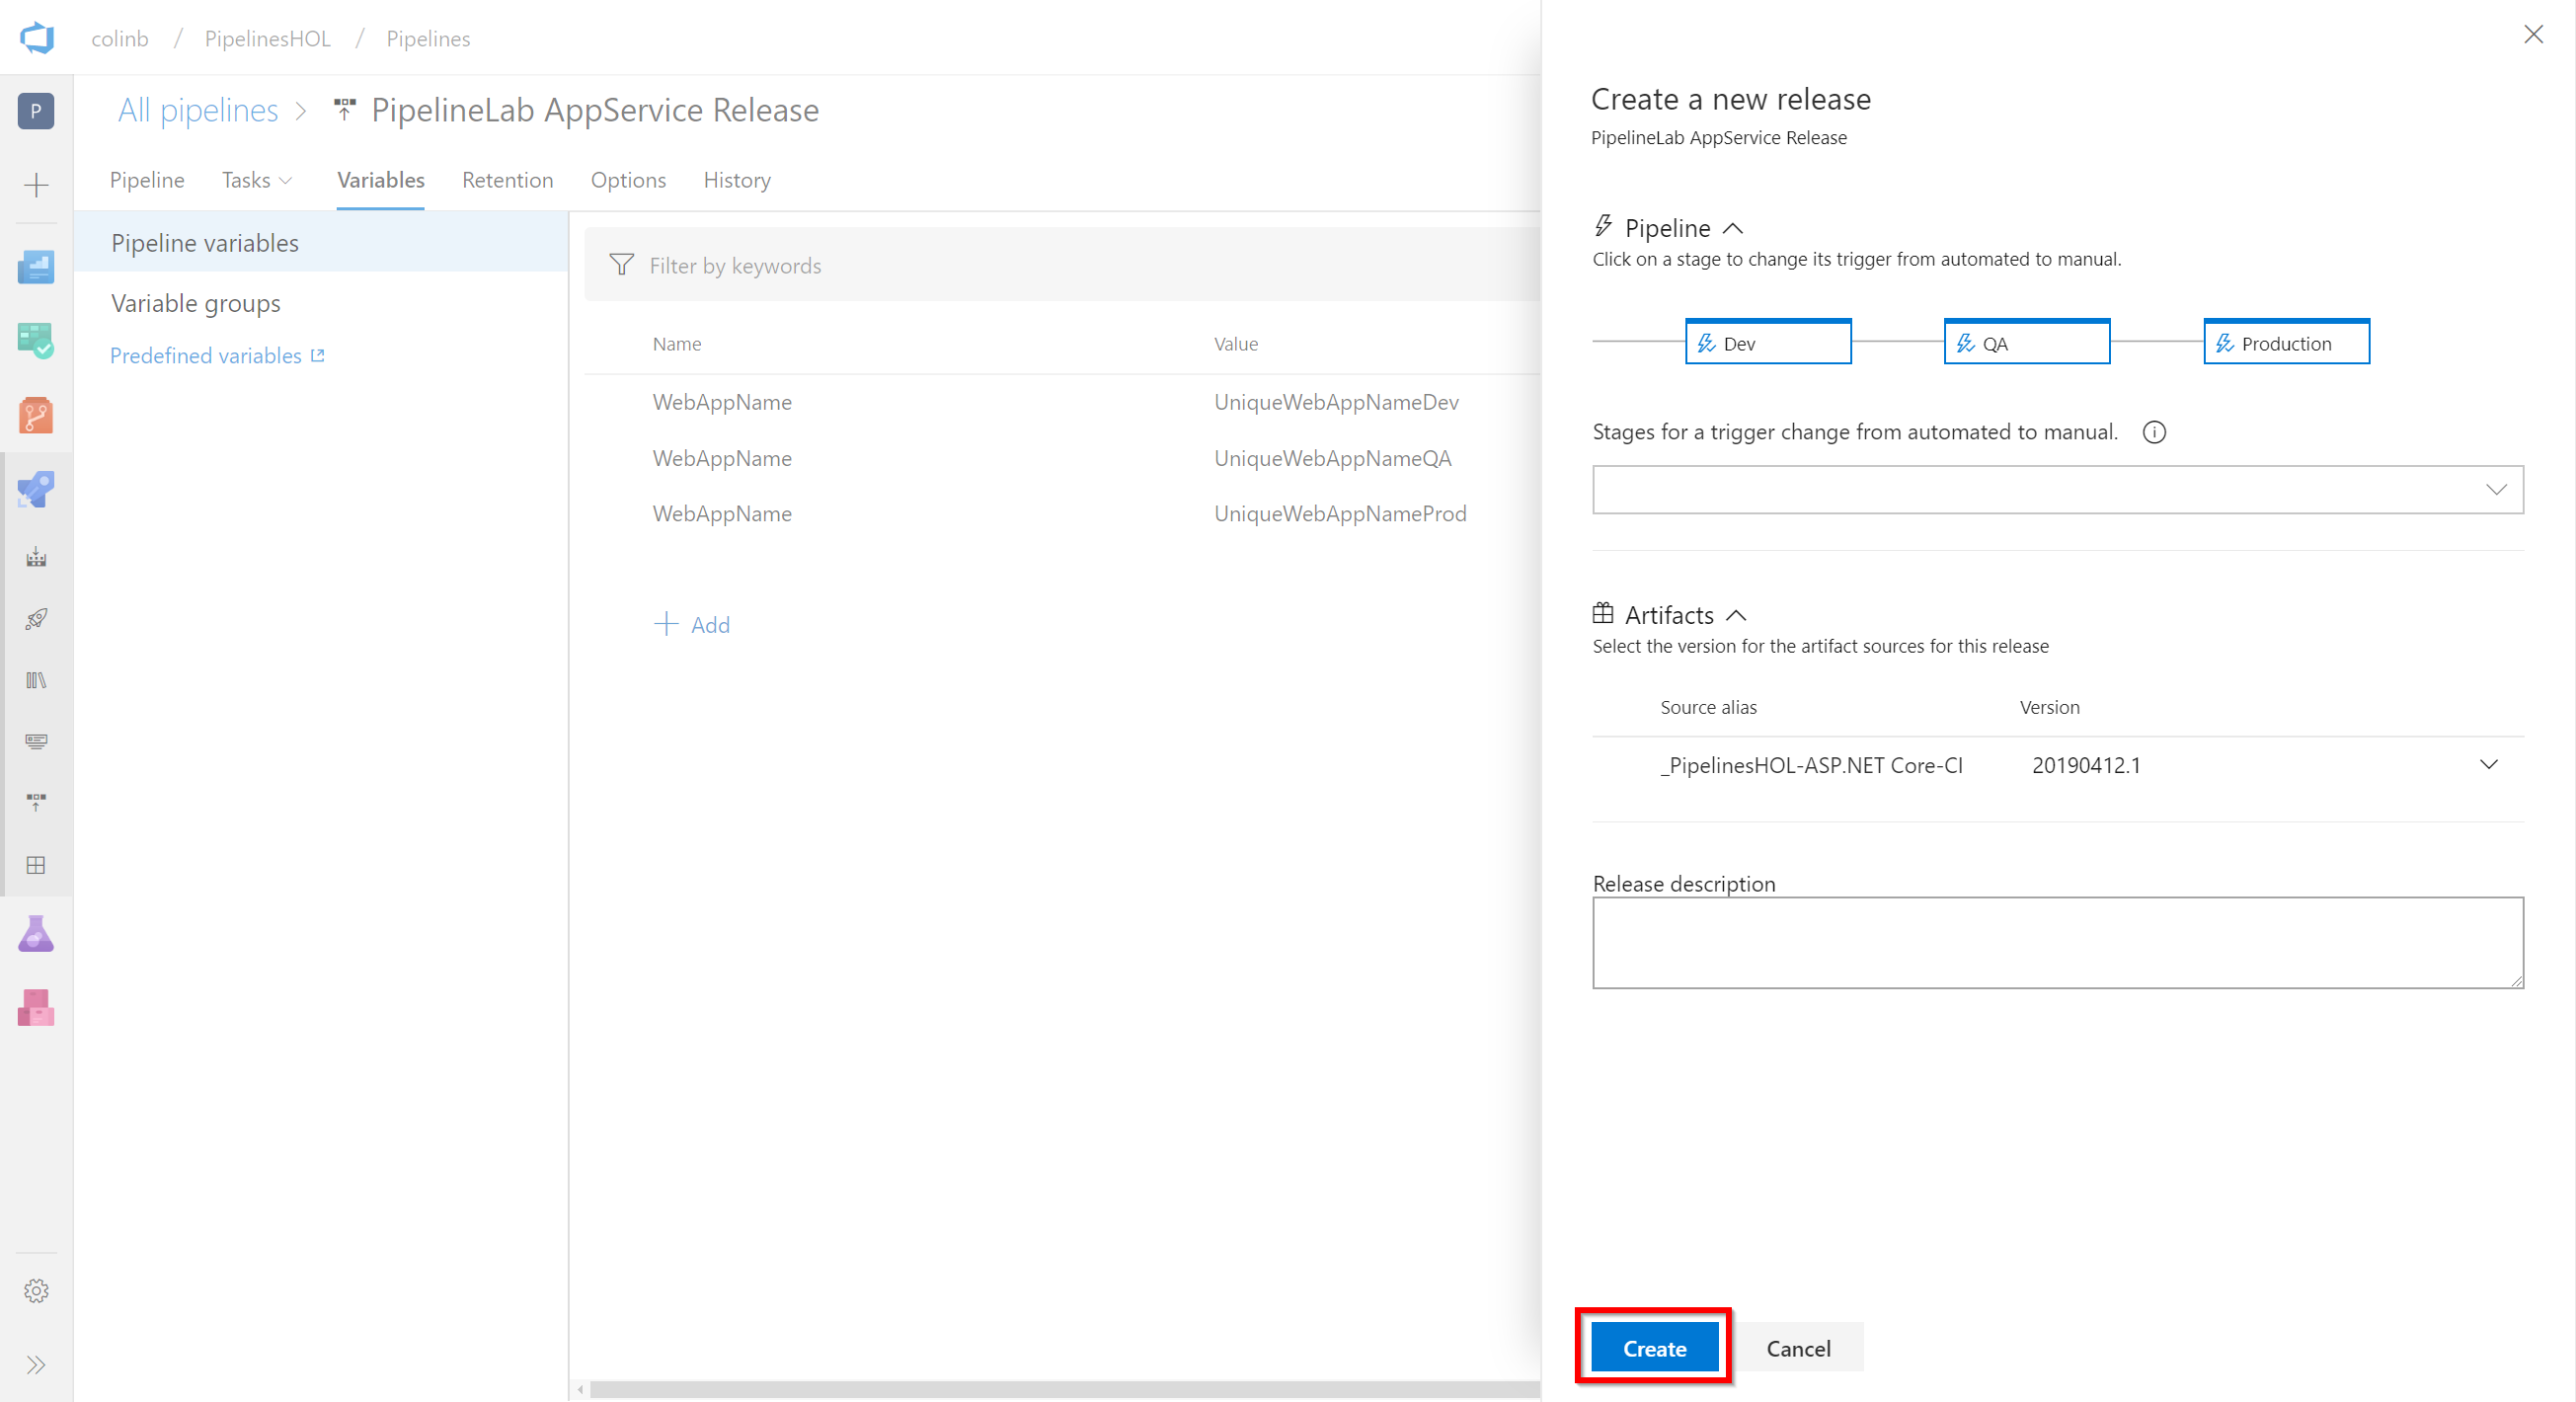 colinb / PipelinesHOL / Pipelines
P
All pipelines > PipelineLab AppService Release
Pipeline Tasks Variables Retention Options History
Pipeline variables
Variable groups
Predefined variables
Filter by keywords
Name Value
WebAppName UniqueWebAppNameDev
WebAppName UniqueWebAppNameQA
WebAppName UniqueWebAppNameProd
+ Add
Create a new release
PipelineLab AppService Release
Pipeline
Click on a stage to change its trigger from automated to manual.
Dev QA Production
Stages for a trigger change from automated to manual.
Artifacts
Select the version for the artifact sources for this release
Source alias Version
_PipelinesHOL-ASP.NET Core-CI 20190412.1
Release description
Create Cancel